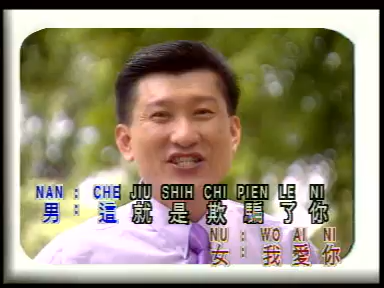 NAN : CHE JIU SHIH CHI PIEN LE NI
男 : 這 就 是 欺 騙 了 你
NU : WO AI NI
女 : 我 愛 你